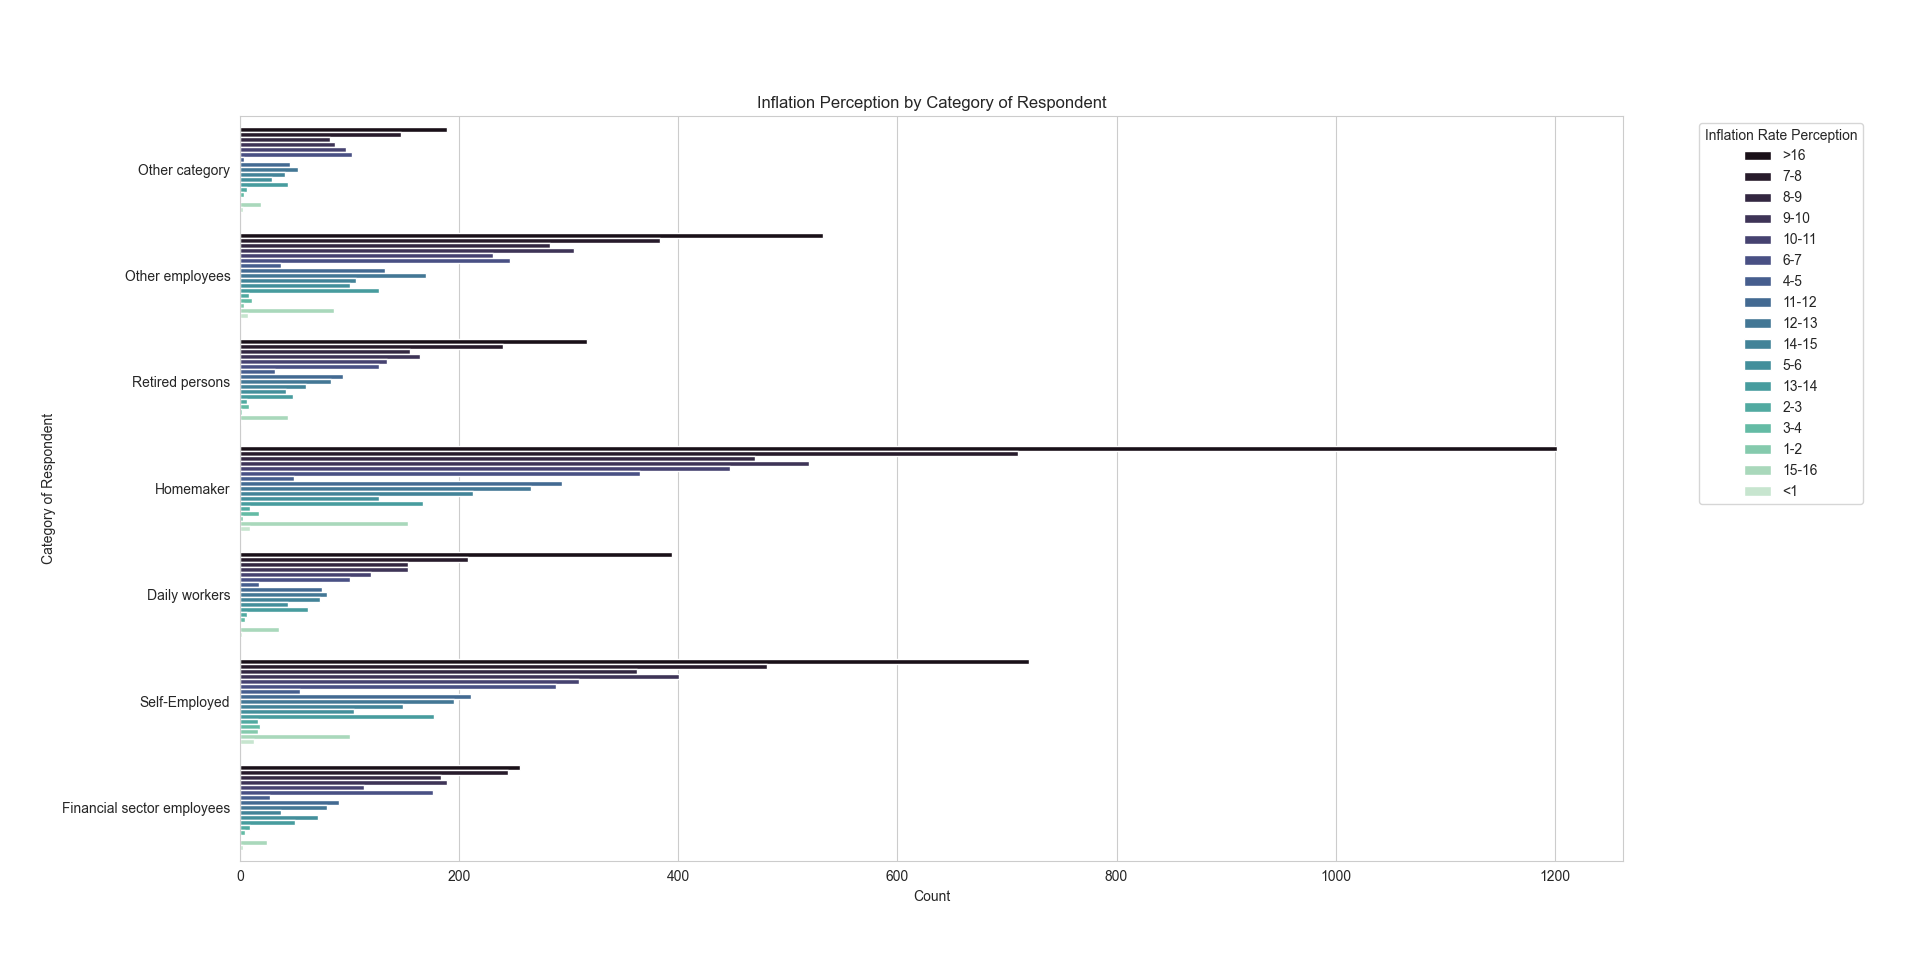 Inflation Perception by Category of Respondent
Category of Respondent
Other category
Other employees
Retired persons
Homemaker
Daily workers
Self-Employed
Financial sector employees
0 200 400 600 800 1000 1200
Count
Inflation Rate Perception
>16
7-8
8-9
9-10
10-11
6-7
4-5
11-12
12-13
14-15
5-6
13-14
2-3
3-4
1-2
15-16
<1